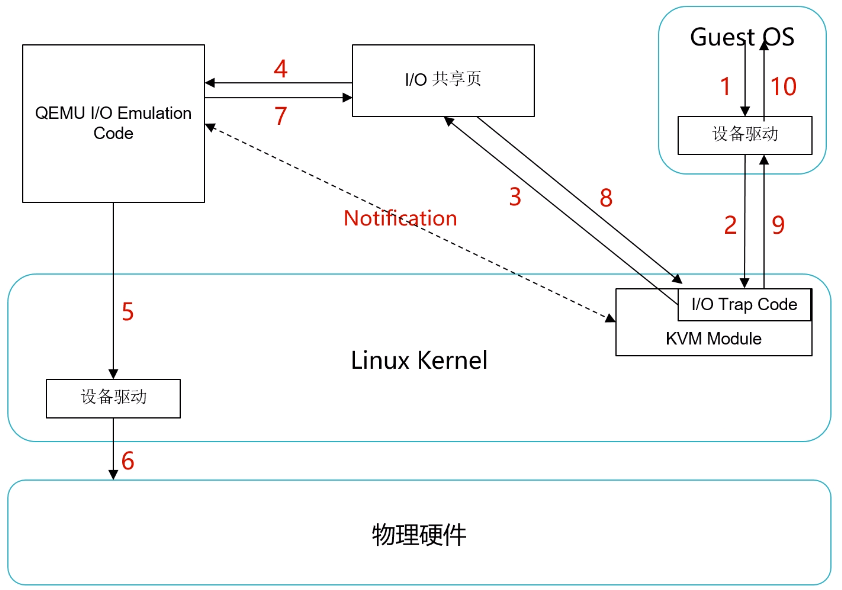 Guest OS
4
I/O 共享页
1
10
QEMU I/O Emulation
Code
7
设备驱动
3
8
2
9
Notification
5
I/O Trap Code
KVM Module
Linux Kernel
设备驱动
6
物理硬件